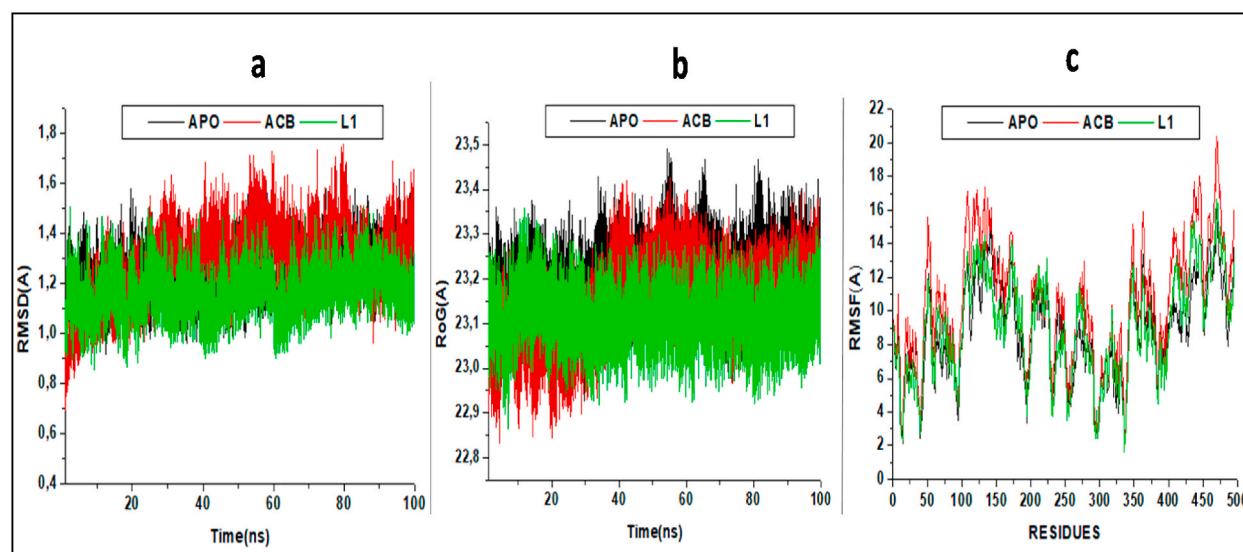 a
b
c
APO ACB L1
APO ACB L1
APO ACB L1
RMSD(A)
1,8
1,6
1,4
1,2
1,0
0,8
0,6
0,4
20 40 60 80 100
Time(ns)
RoG(A)
23,5
23,4
23,3
23,2
23,1
23,0
22,9
22,8
20 40 60 80 100
Time(ns)
RMSF(A)
22
20
18
16
14
12
10
8
6
4
2
0
0 50 100 150 200 250 300 350 400 450 500
RESIDUES